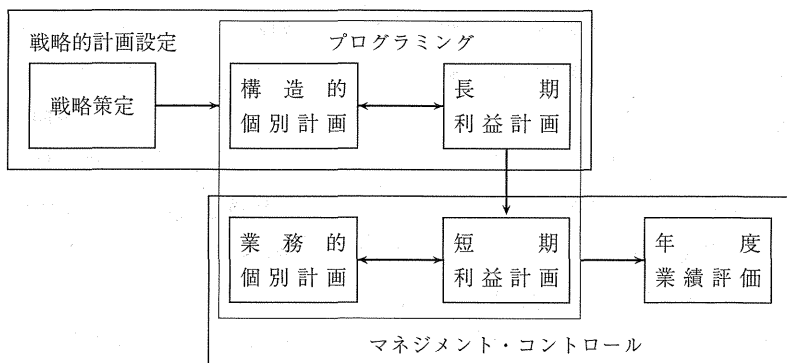 戦略的計画設定
プログラミング
戦略策定
構造的
個別計画
長期
利益計画
業務的
個別計画
短期
利益計画
年度
業績評価
マネジメント・コントロール